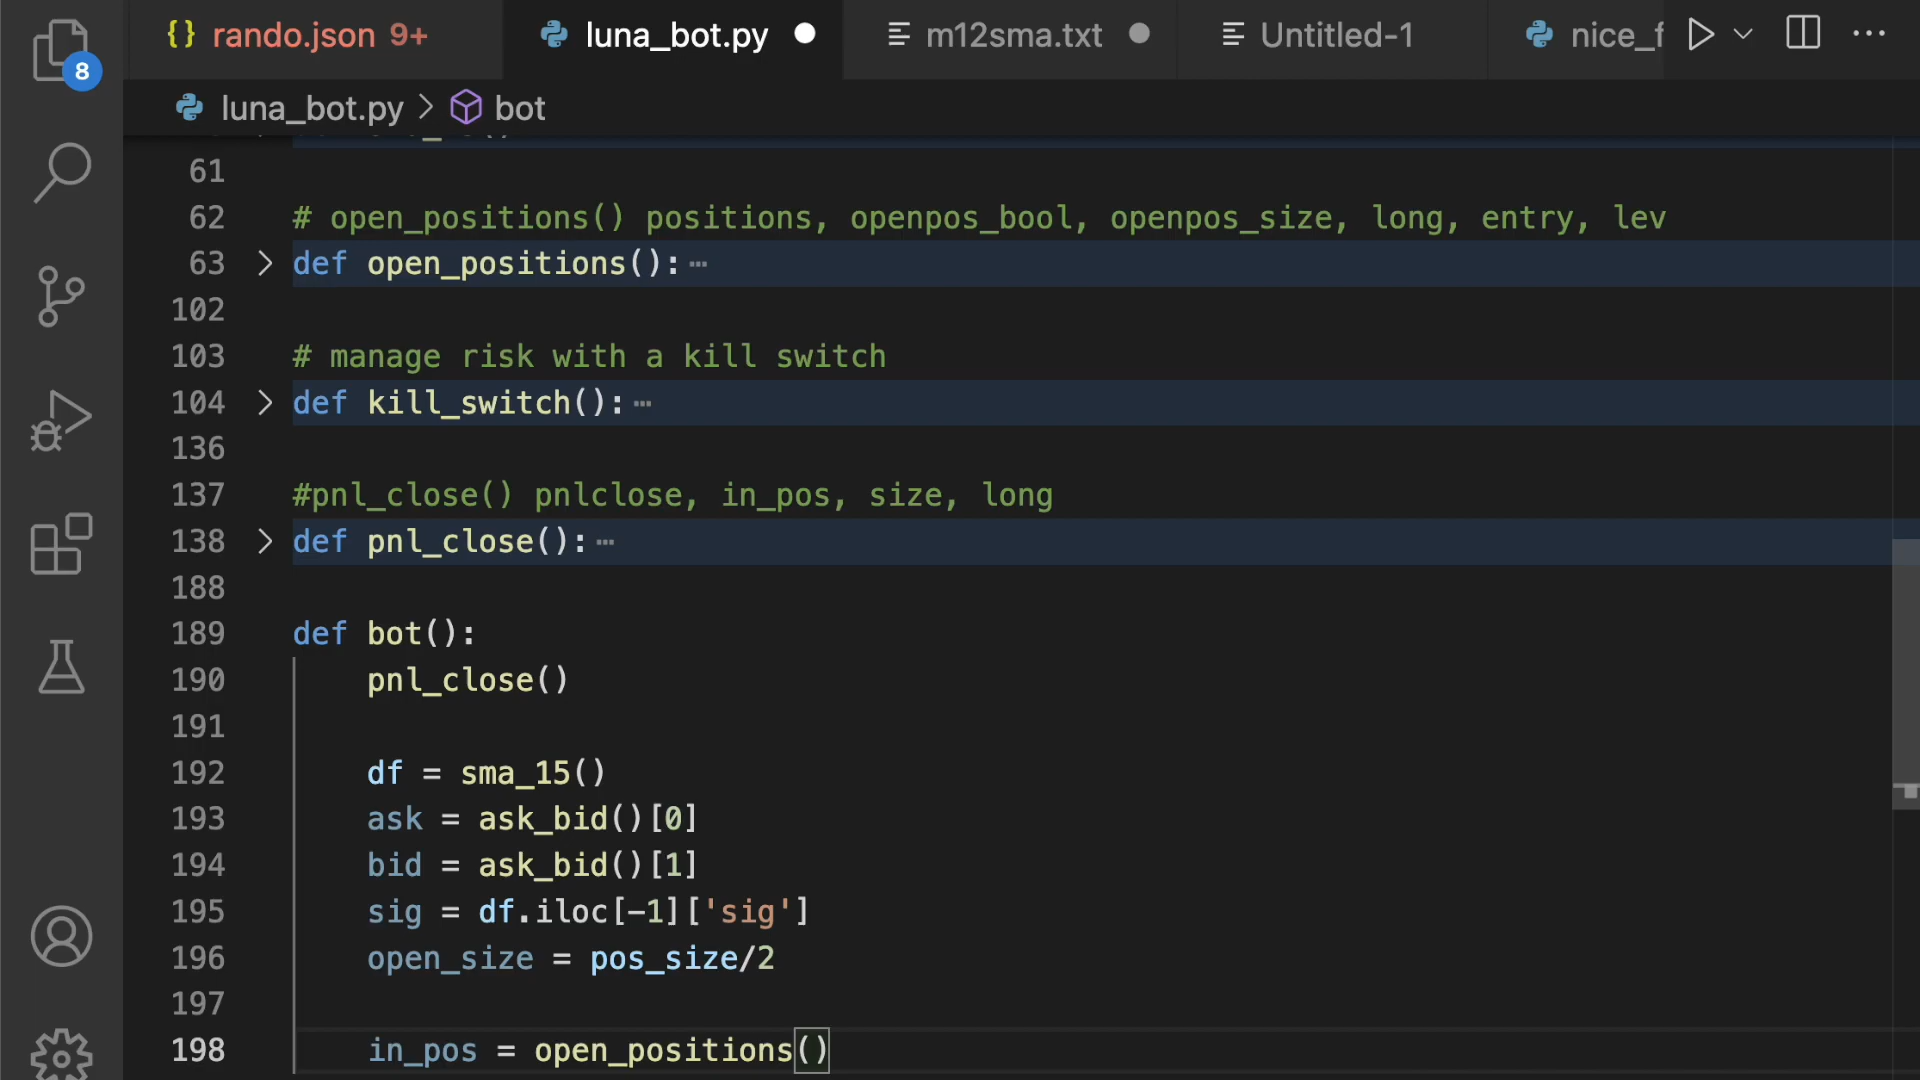 rando.json 9+ luna_bot.py m12sma.txt Untitled-1 nice_f
8
luna_bot.py > bot
61
62 # open_positions() positions, openpos_bool, openpos_size, long, entry, lev
63 def open_positions():
102
103 # manage risk with a kill switch
104 def kill_switch():
136
137 #pnl_close() pnlclose, in_pos, size, long
138 def pnl_close():
188
189 def bot():
190 pnl_close()
191
192 df = sma_15()
193 ask = ask_bid()[0]
194 bid = ask_bid()[1]
195 sig = df.iloc[-1]['sig']
196 open_size = pos_size/2
197
198 in_pos = open_positions()